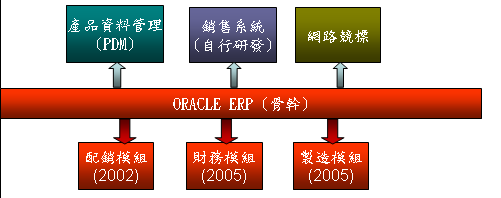 產品資料管理
(PDM)
銷售系統
(自行研發)
網路競標
ORACLE ERP (骨幹)
配銷模組
(2002)
財務模組
(2005)
製造模組
(2005)